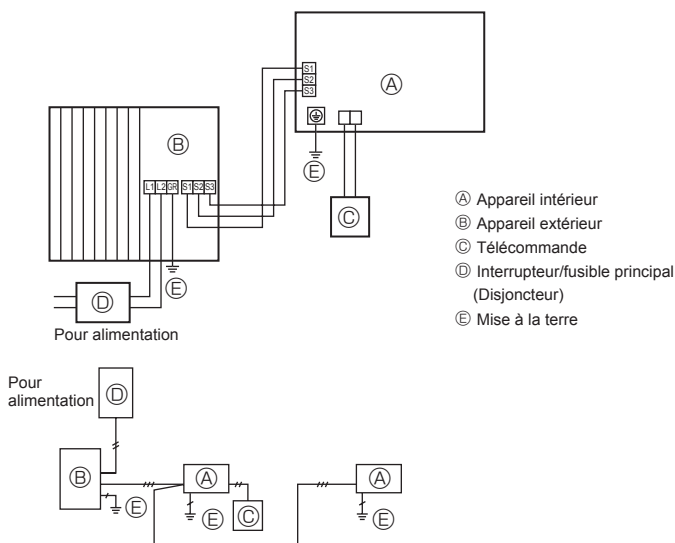 S1
S2
S3
Ⓐ
Ⓑ
L1 L2 GR S1 S2 S3
Ⓔ
Ⓒ
Ⓔ
Ⓓ
Pour alimentation
Ⓐ Appareil intérieur
Ⓑ Appareil extérieur
Ⓒ Télécommande
Ⓓ Interrupteur/fusible principal
(Disjoncteur)
Ⓔ Mise à la terre
Pour
alimentation
Ⓓ
Ⓑ
Ⓔ
Ⓐ
Ⓔ
Ⓒ
Ⓐ
Ⓔ